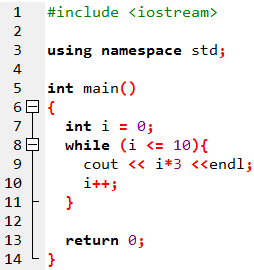 1 #include <iostream>
2
3 using namespace std;
4
5 int main()
6 {
7 int i = 0;
8 while (i <= 10){
9 cout << i*3 <<endl;
10 i++;
11 }
12
13 return 0;
14 }